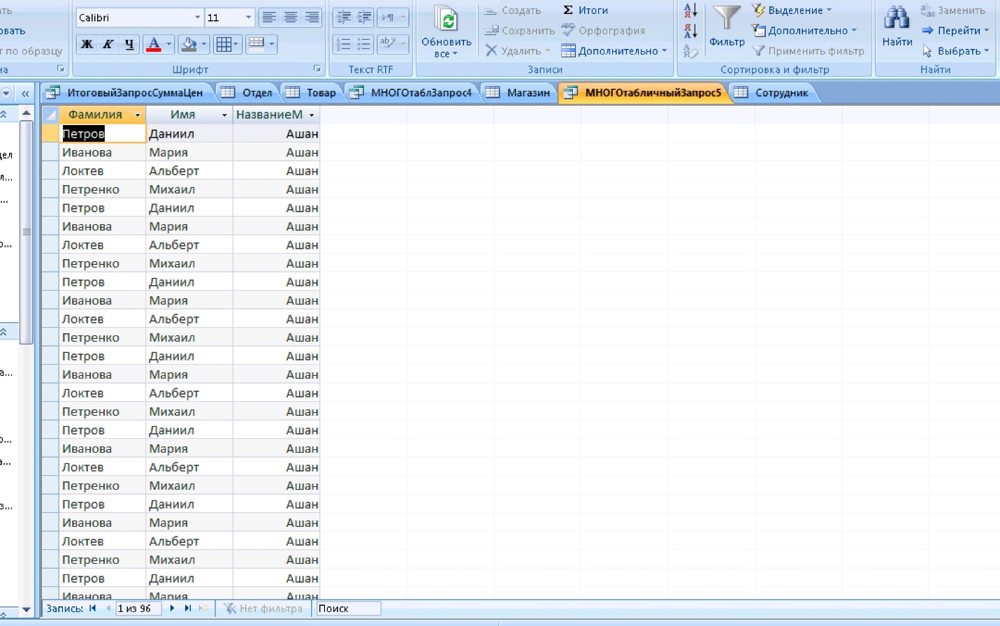 Calibri 11
Ж К Ч А
Шрифт
Текст RTF
Обновить все
Создать Σ Итоги
Сохранить Орфография
Удалить Дополнительно
Записи
Фильтр
Выделение
Дополнительно
Применить фильтр
Сортировка и фильтр
Найти
Заменить
Перейти
Выбрать
Найти
ать
овать
т по образцу
на
ИтоговыйЗапросСуммаЦен Отдел Товар МНОГОтаблЗапрос4 Магазин МНОГОтабличныйЗапрос5 Сотрудник
Фамилия Имя НазваниеМ
Петров Даниил Ашан
Иванова Мария Ашан
Локтев Альберт Ашан
Петренко Михаил Ашан
Петров Даниил Ашан
Иванова Мария Ашан
Локтев Альберт Ашан
Петренко Михаил Ашан
Петров Даниил Ашан
Иванова Мария Ашан
Локтев Альберт Ашан
Петренко Михаил Ашан
Петров Даниил Ашан
Иванова Мария Ашан
Локтев Альберт Ашан
Петренко Михаил Ашан
Петров Даниил Ашан
Иванова Мария Ашан
Локтев Альберт Ашан
Петренко Михаил Ашан
Петров Даниил Ашан
Иванова Мария Ашан
Локтев Альберт Ашан
Петренко Михаил Ашан
Петров Даниил Ашан
Иванова Мария Ашан
Запись: 1 из 96 Нет фильтра Поиск